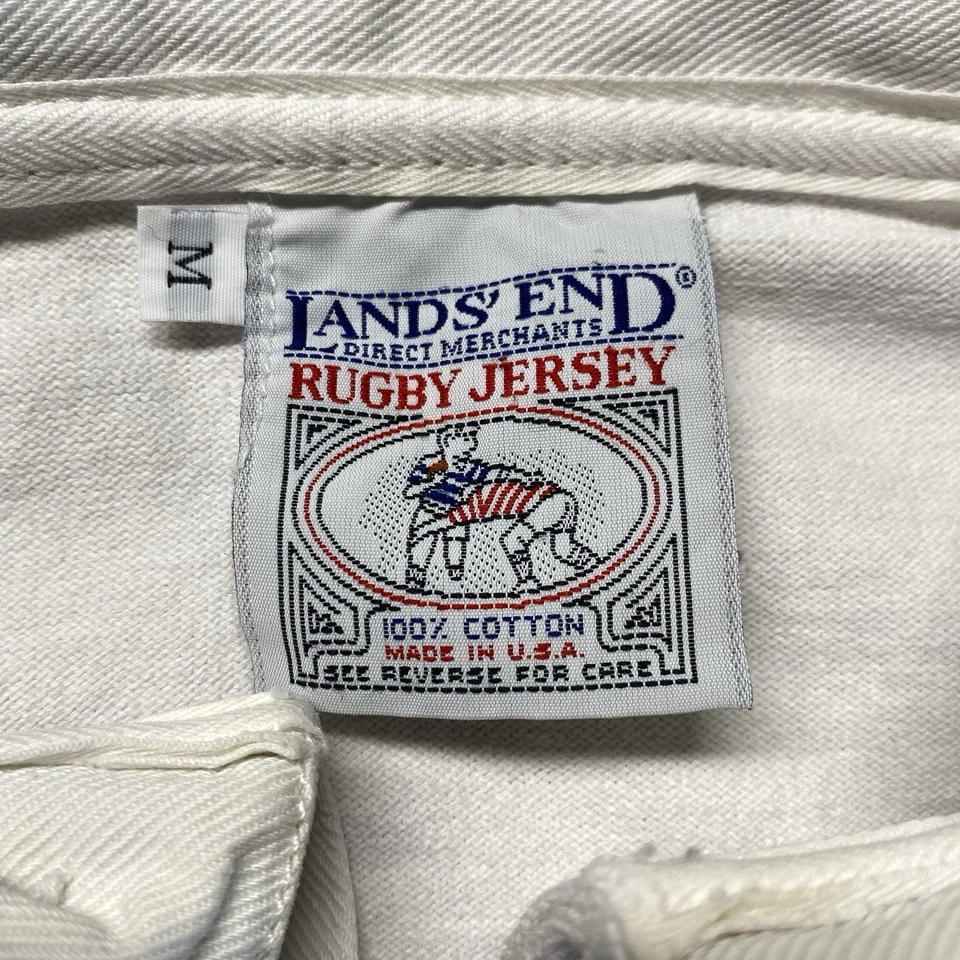 M
LANDS' END®
DIRECT MERCHANTS
RUGBY JERSEY
100% COTTON
MADE IN U.S.A.
SEE REVERSE FOR CARE